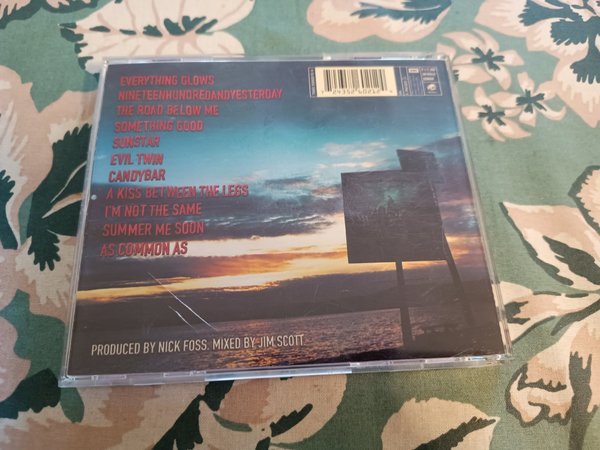 EVERYTHING GLOWS
NINETEENHUNDREDANDYESTERDAY
THE ROAD BELOW ME
SOMETHING GOOD
SUNSTAR
EVIL TWIN
CANDYBAR
A KISS BETWEEN THE LEGS
I'M NOT THE SAME
SUMMER ME SOON
AS COMMON AS
PRODUCED BY NICK FOSS. MIXED BY JIM SCOTT